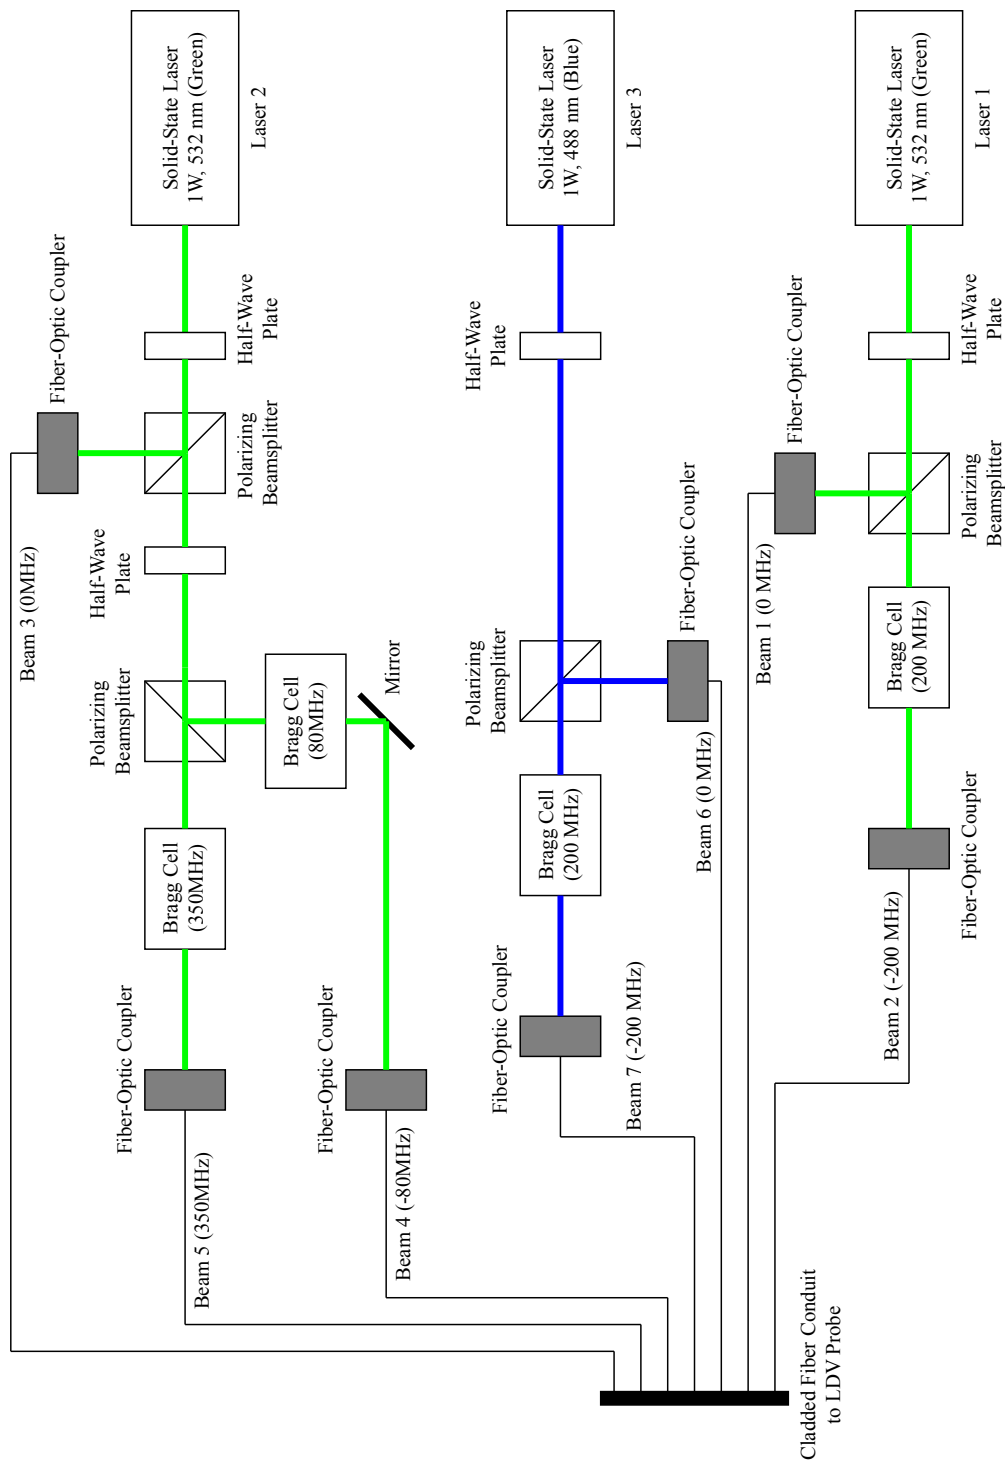 Solid-State Laser
1W, 532 nm (Green)
Laser 2
Fiber-Optic Coupler
Half-Wave
Plate
Polarizing
Beamsplitter
Beam 3 (0MHz)
Half-Wave
Plate
Polarizing
Beamsplitter
Bragg Cell
(80MHz)
Mirror
Bragg Cell
(350MHz)
Fiber-Optic Coupler
Beam 5 (350MHz)
Fiber-Optic Coupler
Beam 4 (-80MHz)
Solid-State Laser
1W, 488 nm (Blue)
Laser 3
Half-Wave
Plate
Polarizing
Beamsplitter
Fiber-Optic Coupler
Beam 6 (0 MHz)
Bragg Cell
(200 MHz)
Fiber-Optic Coupler
Beam 7 (-200 MHz)
Solid-State Laser
1W, 532 nm (Green)
Laser 1
Half-Wave
Plate
Fiber-Optic Coupler
Polarizing
Beamsplitter
Beam 1 (0 MHz)
Bragg Cell
(200 MHz)
Fiber-Optic Coupler
Beam 2 (-200 MHz)
Cladded Fiber Conduit
to LDV Probe